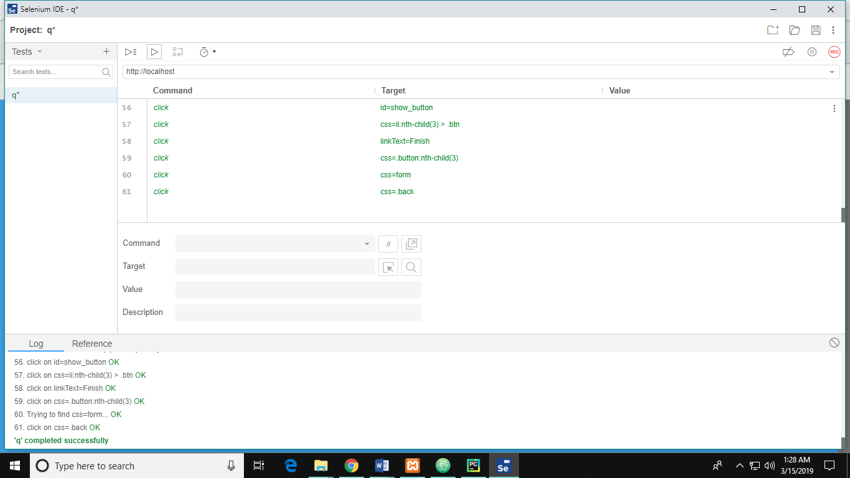 Selenium IDE - q*
Project: q*
Tests
Search tests...
http://localhost
q*
Command Target Value
56 click id=show_button
57 click css=li:nth-child(3) > .btn
58 click linkText=Finish
59 click css=.button:nth-child(3)
60 click css=form
61 click css=.back
Command //
Target
Value
Description
Log Reference
56. click on id=show_button OK
57. click on css=li:nth-child(3) > .btn OK
58. click on linkText=Finish OK
59. click on css=.button:nth-child(3) OK
60. Trying to find css=form... OK
61. click on css=.back OK
'q' completed successfully
Type here to search
1:28 AM
3/15/2019